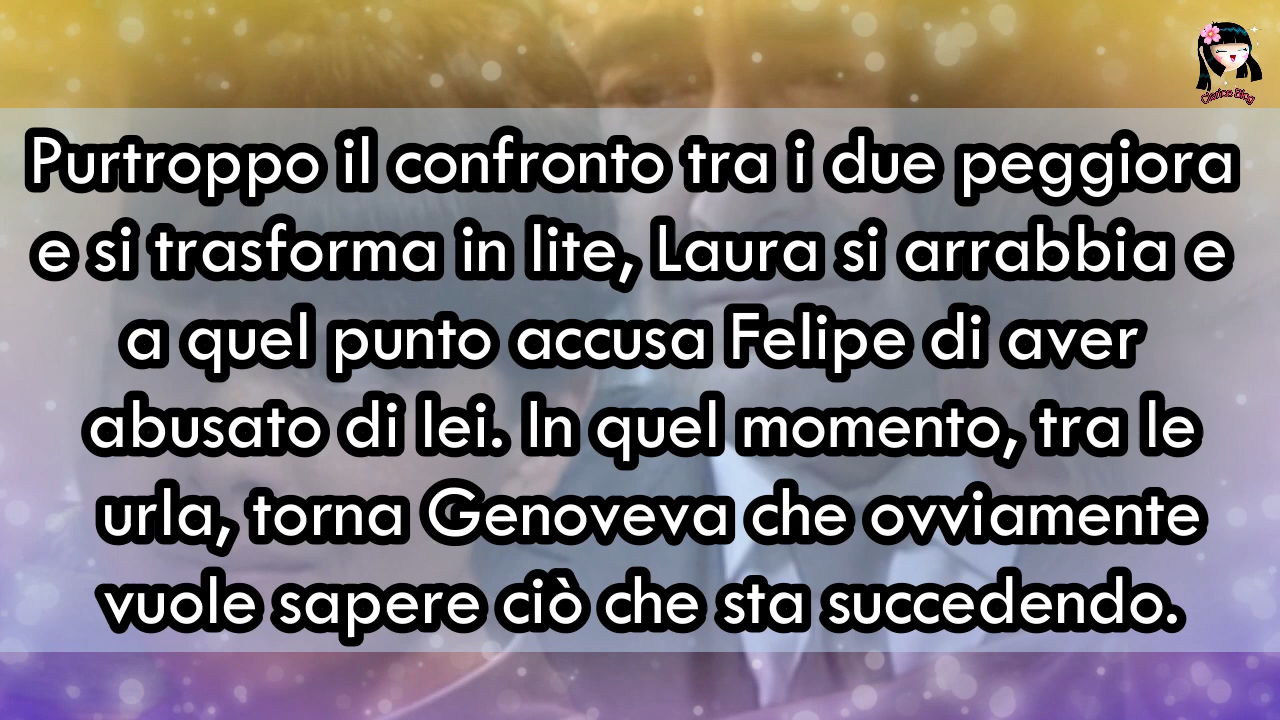 Clarice Blog
Purtroppo il confronto tra i due peggiora
e si trasforma in lite, Laura si arrabbia e
a quel punto accusa Felipe di aver
abusato di lei. In quel momento, tra le
urla, torna Genoveva che ovviamente
vuole sapere ciò che sta succedendo.